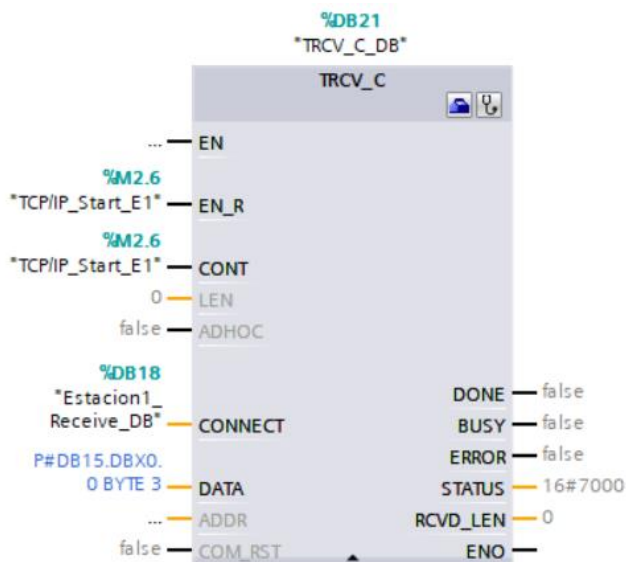 %DB21
"TRCV_C_DB"
TRCV_C
... EN
%M2.6
"TCP/IP_Start_E1" EN_R
%M2.6
"TCP/IP_Start_E1" CONT
0 LEN
false ADHOC
%DB18
"Estacion1_
Receive_DB" CONNECT
P#DB15.DBX0.
0 BYTE 3 DATA
... ADDR
false COM_RST
DONE false
BUSY false
ERROR false
STATUS 16#7000
RCVD_LEN 0
ENO